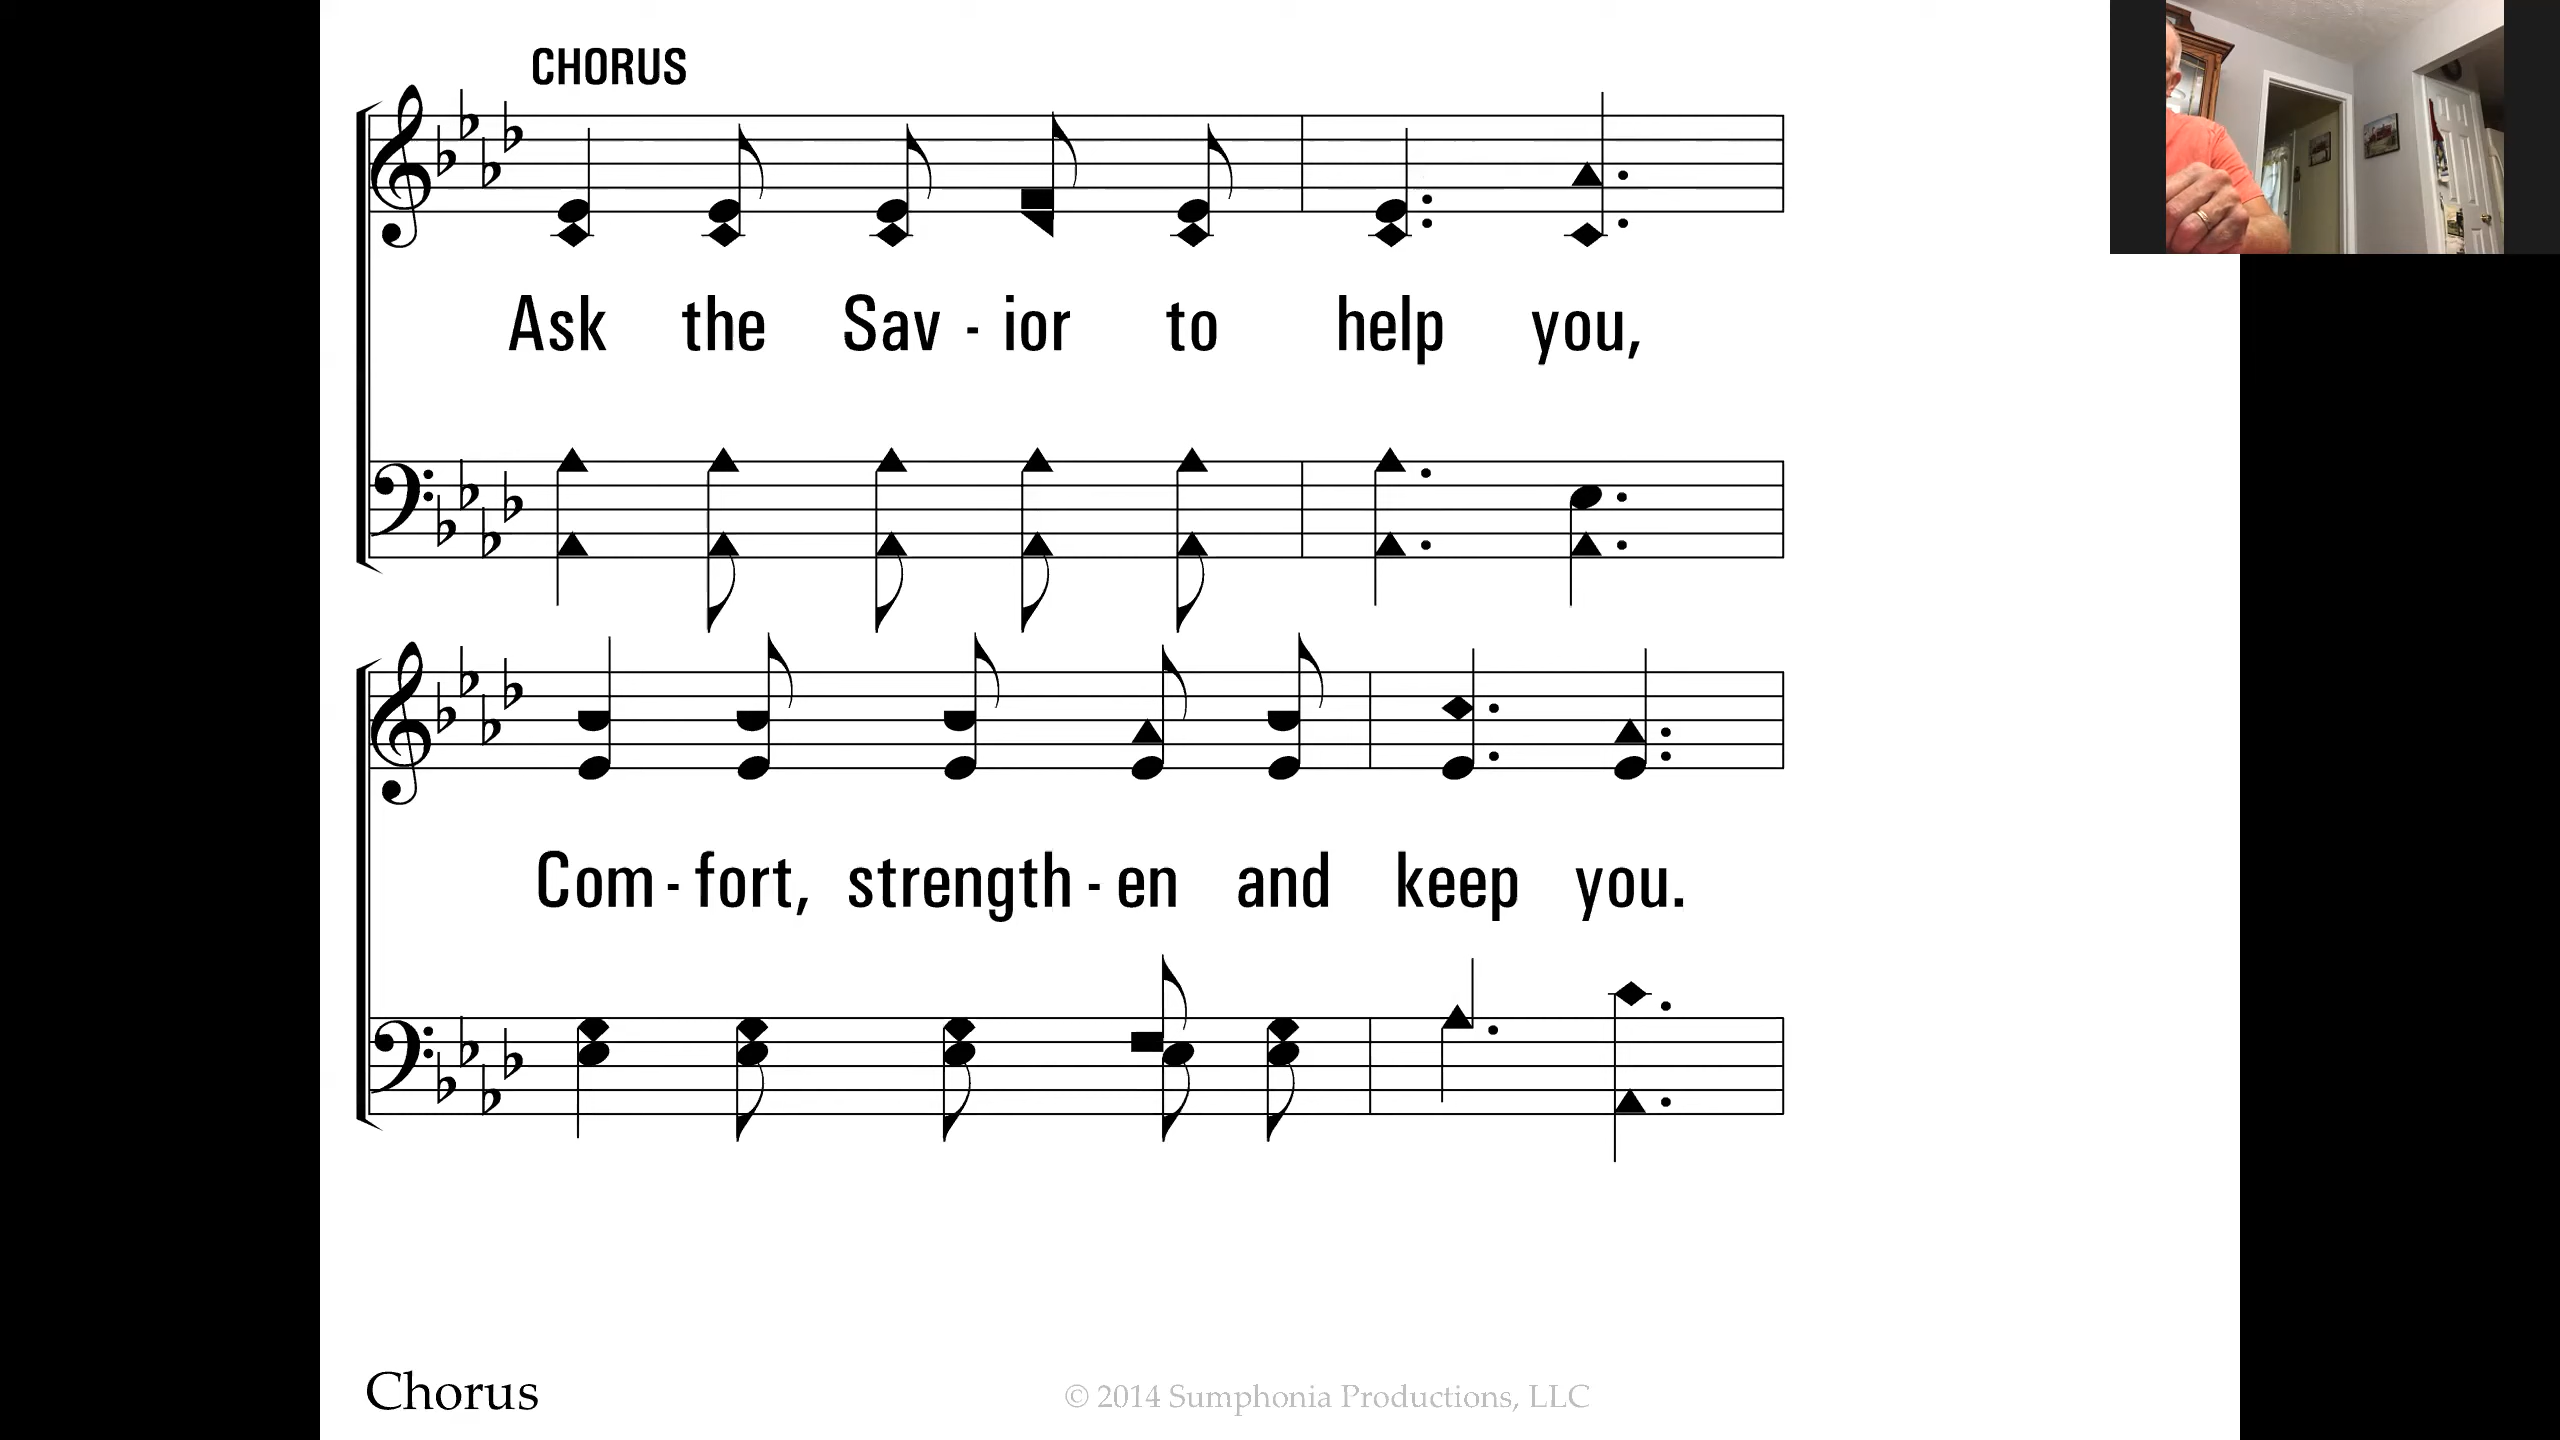 CHORUS
Ask the Sav - ior to help you,
Com - fort, strength - en and keep you.
Chorus
© 2014 Sumphonia Productions, LLC